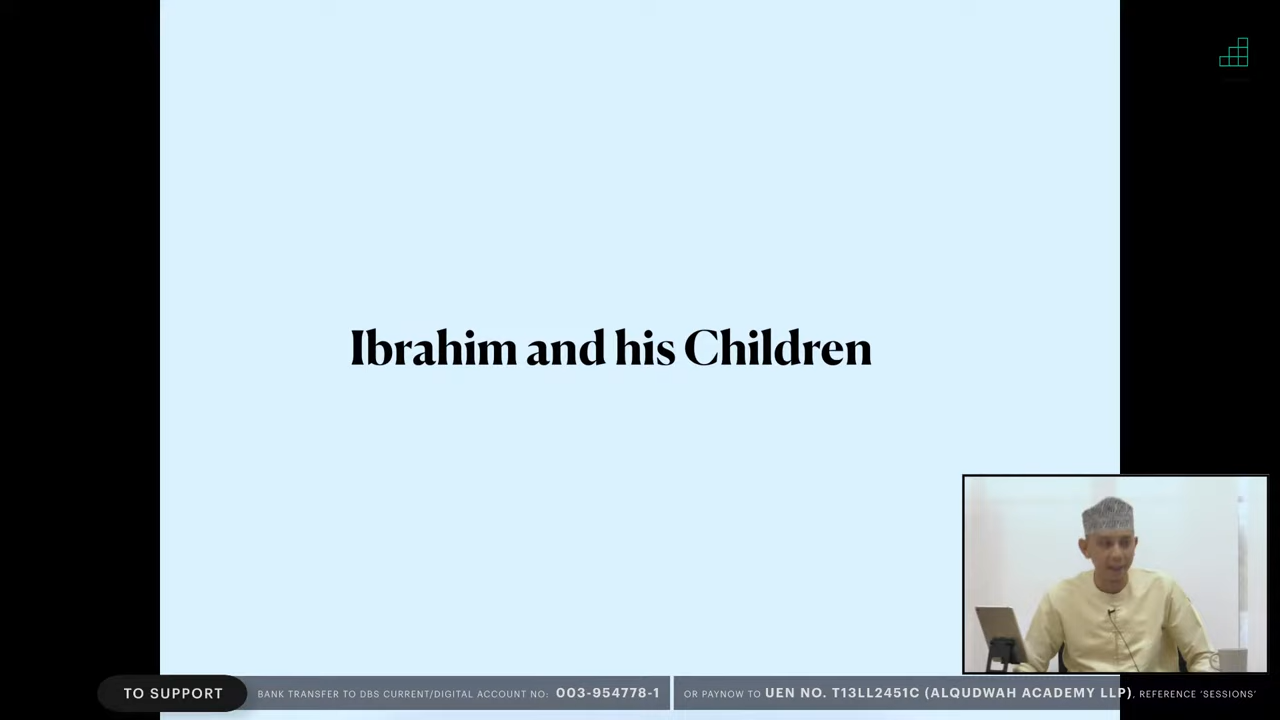 Ibrahim and his Children
TO SUPPORT
BANK TRANSFER TO DBS CURRENT/DIGITAL ACCOUNT NO: 003-954778-1
OR PAYNOW TO UEN NO. T13LL2451C (ALQUDWAH ACADEMY LLP), REFERENCE ‘SESSIONS’